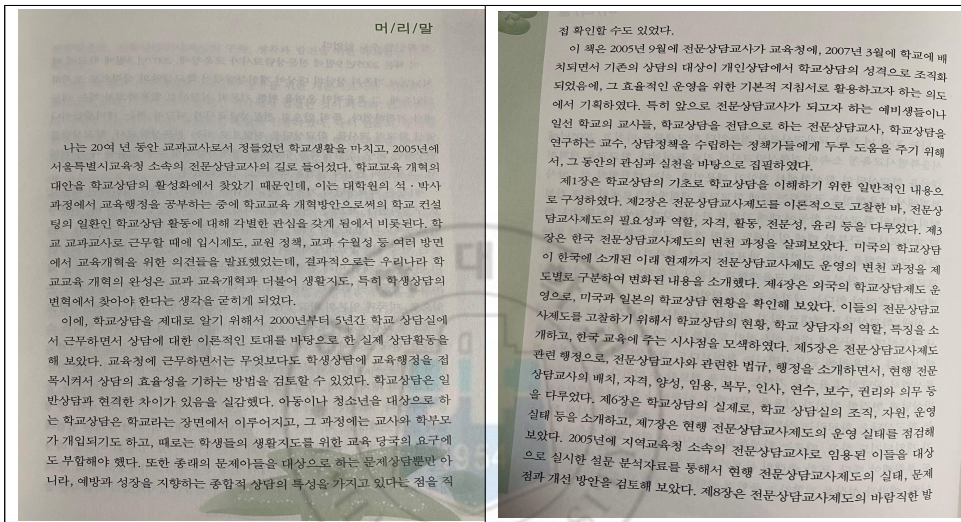 머/리/말
나는 20여 년 동안 교과교사로서 정들었던 학교생활을 마치고, 2005년에
서울특별시교육청 소속의 전문상담교사의 길로 들어섰다. 학교교육 개혁의
대안을 학교상담의 활성화에서 찾았기 때문인데, 이는 대학원의 석·박사
과정에서 교육행정을 공부하는 중에 학교교육 개혁방안으로써의 학교 컨설
팅의 일환인 학교상담 활동에 대해 각별한 관심을 갖게 됨에서 비롯된다. 학
교 교과교사로 근무할 때에 입시제도, 교원 정책, 교과 수월성 등 여러 방면
에서 교육개혁을 위한 의견들을 발표했었는데, 결과적으로는 우리나라 학
교교육 개혁의 완성은 교과 교육개혁과 더불어 생활지도, 특히 학생상담의
변혁에서 찾아야 한다는 생각을 굳히게 되었다.
이에, 학교상담을 제대로 알기 위해서 2000년부터 5년간 학교 상담실에
서 근무하면서 상담에 대한 이론적인 토대를 바탕으로 한 실제 상담활동을
해 보았다. 교육청에 근무하면서는 무엇보다도 학생상담에 교육행정을 접
목시켜서 상담의 효율성을 기하는 방법을 검토할 수 있었다. 학교상담은 일
반상담과 현격한 차이가 있음을 실감했다. 아동이나 청소년을 대상으로 하
는 학교상담은 학교라는 장면에서 이루어지고, 그 과정에는 교사와 학부모
가 개입되기도 하고, 때로는 학생들의 생활지도를 위한 교육 당국의 요구에
도 부합해야 했다. 또한 종래의 문제아들을 대상으로 하는 문제상담뿐만 아
니라, 예방과 성장을 지향하는 종합적 상담의 특성을 가지고 있다는 점을 직
접 확인할 수도 있었다.
이 책은 2005년 9월에 전문상담교사가 교육청에, 2007년 3월에 학교에 배
치되면서 기존의 상담의 대상이 개인상담에서 학교상담의 성격으로 조직화
되었음에, 그 효율적인 운영을 위한 기본적 지침서로 활용하고자 하는 의도
에서 기획하였다. 특히 앞으로 전문상담교사가 되고자 하는 예비생들이나
일선 학교의 교사들, 학교상담을 전담으로 하는 전문상담교사, 학교상담을
연구하는 교수, 상담정책을 수립하는 정책가들에게 두루 도움을 주기 위해
서, 그 동안의 관심과 실천을 바탕으로 집필하였다.
제1장은 학교상담의 기초로 학교상담을 이해하기 위한 일반적인 내용으
로 구성하였다. 제2장은 전문상담교사제도를 이론적으로 고찰한 바, 전문상
담교사제도의 필요성과 역할, 자격, 활동, 전문성, 윤리 등을 다루었다. 제3
장은 한국 전문상담교사제도의 변천 과정을 살펴보았다. 미국의 학교상담
이 한국에 소개된 이래 현재까지 전문상담교사제도 운영의 변천 과정을 제
도별로 구분하여 변화된 내용을 소개했다. 제4장은 외국의 학교상담제도 운
영으로, 미국과 일본의 학교상담 현황을 확인해 보았다. 이들의 전문상담교
사제도를 고찰하기 위해서 학교상담의 현황, 학교 상담자의 역할, 특징을 소
개하고, 한국 교육에 주는 시사점을 모색하였다. 제5장은 전문상담교사제도
관련 행정으로, 전문상담교사와 관련한 법규, 행정을 소개하면서, 현행 전문
상담교사의 배치, 자격, 양성, 임용, 복무, 인사, 연수, 보수, 권리와 의무 등
을 다루었다. 제6장은 학교상담의 실제로, 학교 상담실의 조직, 자원, 운영
실태 등을 소개하고, 제7장은 현행 전문상담교사제도의 운영 실태를 점검해
보았다. 2005년에 지역교육청 소속의 전문상담교사로 임용된 이들을 대상
으로 실시한 설문 분석자료를 통해서 현행 전문상담교사제도의 실태, 문제
점과 개선 방안을 검토해 보았다. 제8장은 전문상담교사제도의 바람직한 발